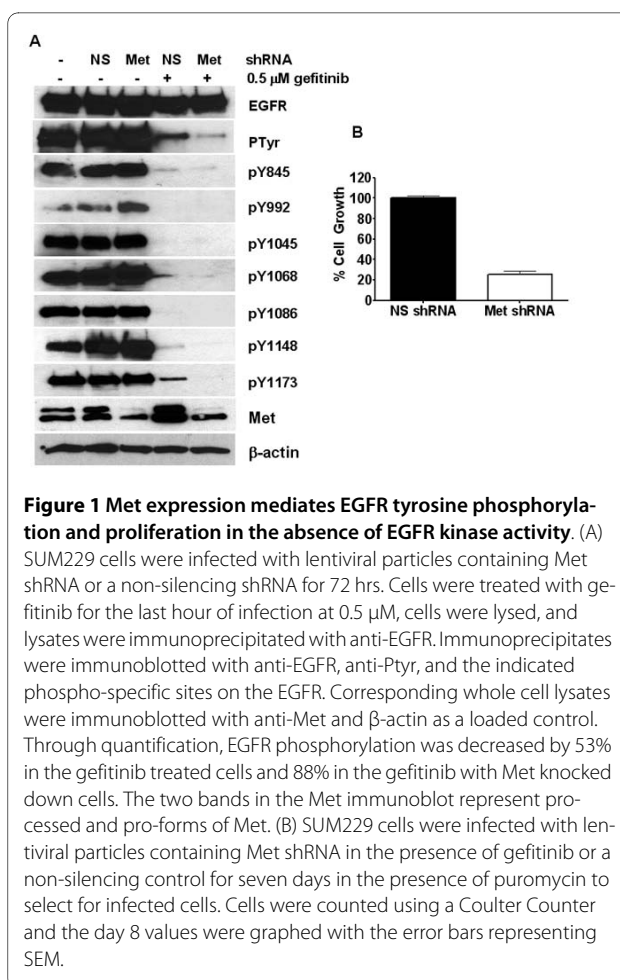 A
- NS Met NS Met shRNA
- - - + + 0.5 µM gefitinib
EGFR
PTyr
pY845
pY992
pY1045
pY1068
pY1086
pY1148
pY1173
Met
β-actin
B
% Cell Growth
120
100
80
60
40
20
0
NS shRNA Met shRNA
Figure 1 Met expression mediates EGFR tyrosine phosphoryla-
tion and proliferation in the absence of EGFR kinase activity. (A)
SUM229 cells were infected with lentiviral particles containing Met
shRNA or a non-silencing shRNA for 72 hrs. Cells were treated with ge-
fitinib for the last hour of infection at 0.5 µM, cells were lysed, and
lysates were immunoprecipitated with anti-EGFR. Immunoprecipitates
were immunoblotted with anti-EGFR, anti-Ptyr, and the indicated
phospho-specific sites on the EGFR. Corresponding whole cell lysates
were immunoblotted with anti-Met and β-actin as a loaded control.
Through quantification, EGFR phosphorylation was decreased by 53%
in the gefitinib treated cells and 88% in the gefitinib with Met knocked
down cells. The two bands in the Met immunoblot represent pro-
cessed and pro-forms of Met. (B) SUM229 cells were infected with len-
tiviral particles containing Met shRNA in the presence of gefitinib or a
non-silencing control for seven days in the presence of puromycin to
select for infected cells. Cells were counted using a Coulter Counter
and the day 8 values were graphed with the error bars representing
SEM.